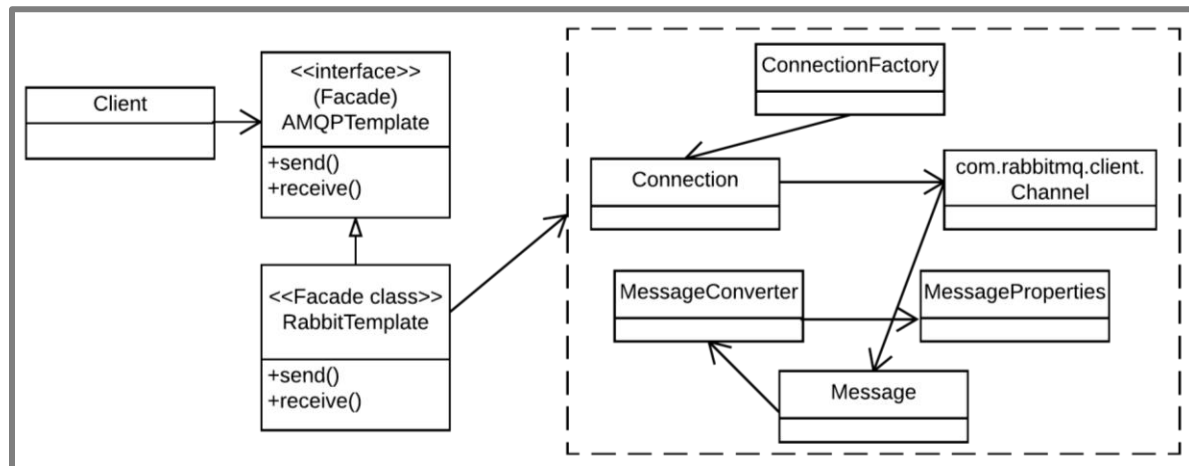 Client
<<interface>>
(Facade)
AMQPTemplate
+send()
+receive()
<<Facade class>>
RabbitTemplate
+send()
+receive()
ConnectionFactory
Connection
com.rabbitmq.client.
Channel
MessageConverter
MessageProperties
Message